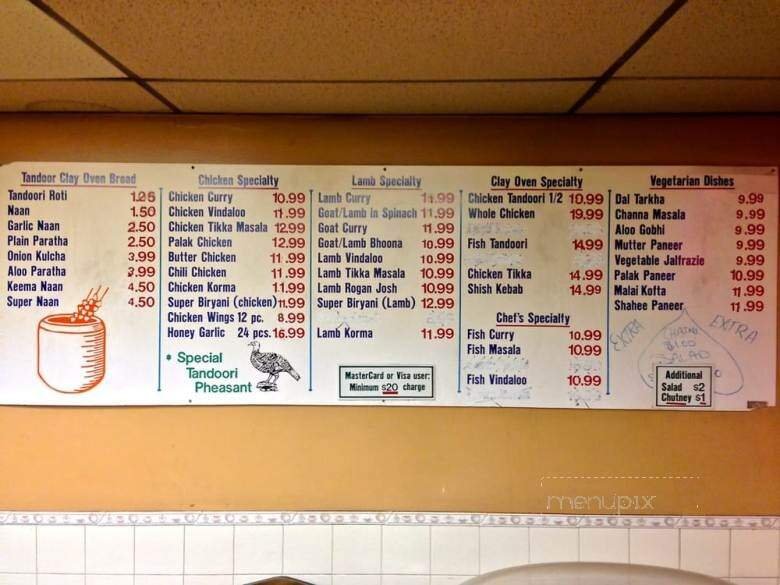 Tandoor Clay Oven Bread
Tandoori Roti 1.25
Naan 1.50
Garlic Naan 2.50
Plain Paratha 2.50
Onion Kulcha 3.99
Aloo Paratha 3.99
Keema Naan 4.50
Super Naan 4.50
Chicken Specialty
Chicken Curry 10.99
Chicken Vindaloo 11.99
Chicken Tikka Masala 12.99
Palak Chicken 12.99
Butter Chicken 11.99
Chili Chicken 11.99
Chicken Korma 11.99
Super Biryani (chicken) 11.99
Chicken Wings 12 pc. 8.99
Honey Garlic 24 pcs. 16.99
* Special
Tandoori
Pheasant
Lamb Specialty
Lamb Curry 11.99
Goat/Lamb in Spinach 11.99
Goat Curry 11.99
Goat/Lamb Bhoona 10.99
Lamb Vindaloo 10.99
Lamb Tikka Masala 10.99
Lamb Rogan Josh 10.99
Super Biryani (Lamb) 12.99
Lamb Korma 11.99
MasterCard or Visa user:
Minimum $20 charge
Clay Oven Specialty
Chicken Tandoori 1/2 10.99
Whole Chicken 19.99
Fish Tandoori 14.99
Chicken Tikka 14.99
Shish Kebab 14.99
Chef's Specialty
Fish Curry 10.99
Fish Masala 10.99
Fish Vindaloo 10.99
Vegetarian Dishes
Dal Tarkha 9.99
Channa Masala 9.99
Aloo Gobhi 9.99
Mutter Paneer 9.99
Vegetable Jalfrazie 9.99
Palak Paneer 10.99
Malai Kofta 11.99
Shahee Paneer 11.99
EXTRA
EXTRA
SALAD
Additional
Salad $2
Chutney $1
menupix